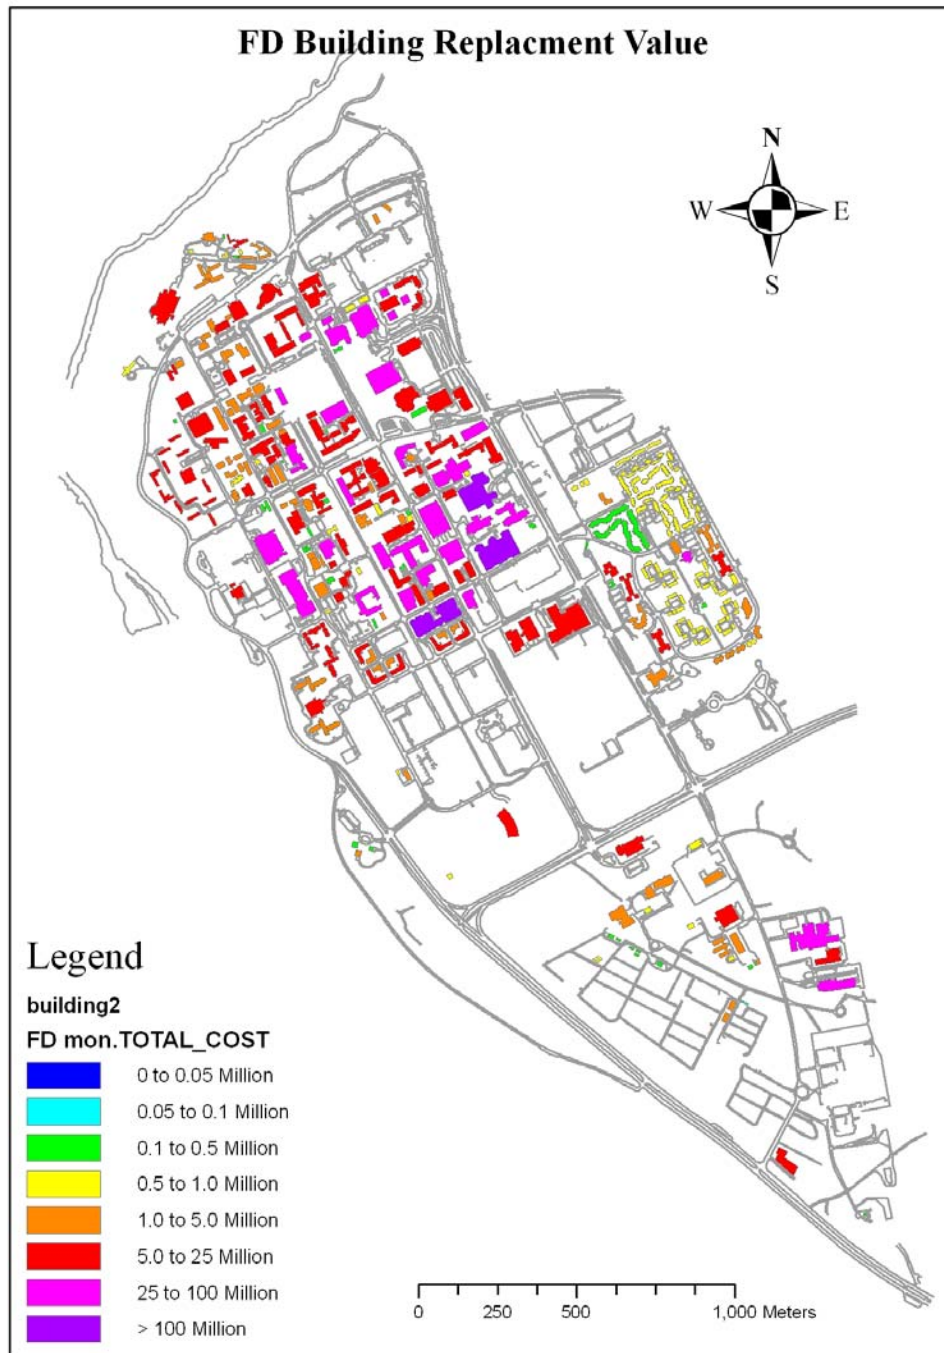 FD Building Replacment Value
N
W
E
S
Legend
building2
FD mon.TOTAL_COST
0 to 0.05 Million
0.05 to 0.1 Million
0.1 to 0.5 Million
0.5 to 1.0 Million
1.0 to 5.0 Million
5.0 to 25 Million
25 to 100 Million
> 100 Million
0 250 500 1,000 Meters